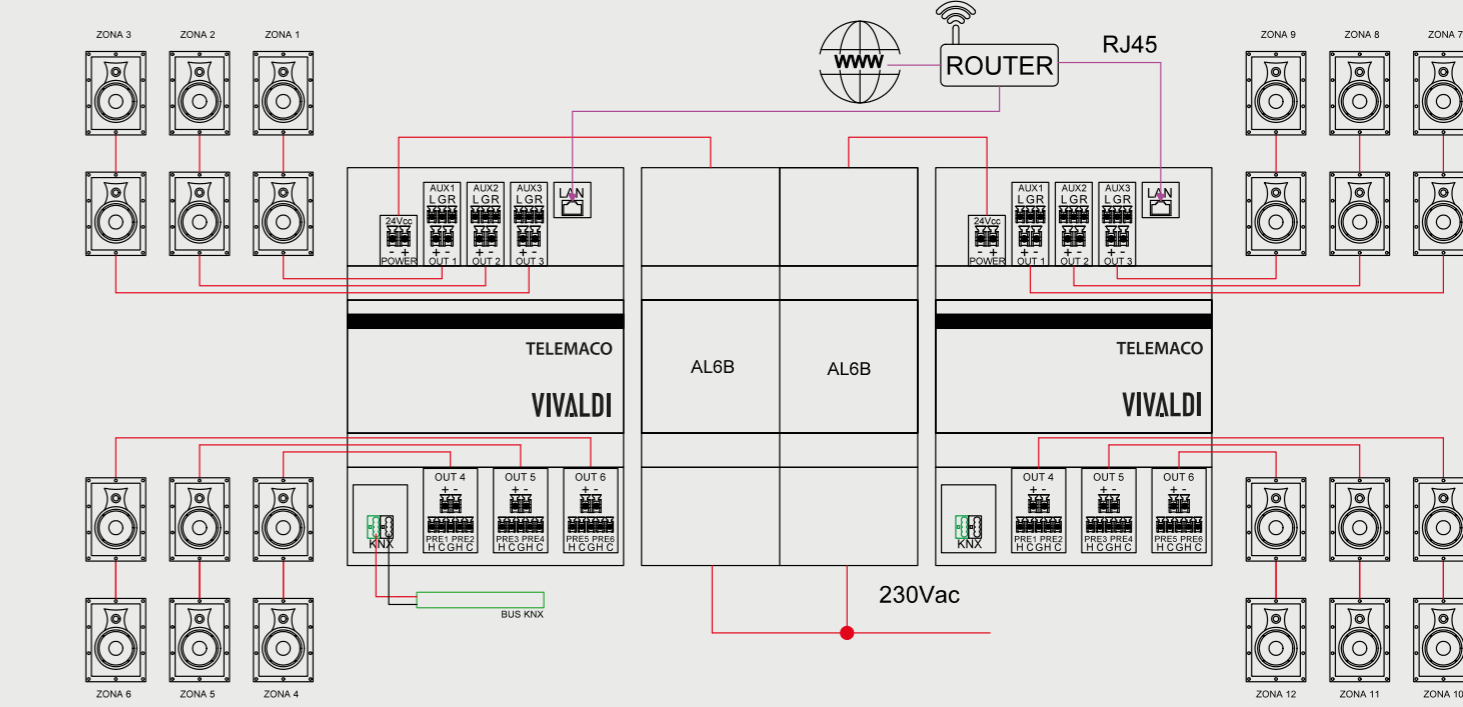 ZONA 3
ZONA 2
ZONA 1
WWW
ROUTER
RJ45
ZONA 9
ZONA 8
ZONA 7
AUX1
L G R
AUX2
L G R
AUX3
L G R
LAN
24Vcc
- +
POWER
+ -
OUT 1
+ -
OUT 2
+ -
OUT 3
TELEMACO
VIVALDI
OUT 4
+ -
OUT 5
+ -
OUT 6
+ -
KNX
PRE1 PRE2
H C G H C
PRE3 PRE4
H C G H C
PRE5 PRE6
H C G H C
BUS KNX
AL6B
AL6B
230Vac
AUX1
L G R
AUX2
L G R
AUX3
L G R
LAN
24Vcc
- +
POWER
+ -
OUT 1
+ -
OUT 2
+ -
OUT 3
TELEMACO
VIVALDI
OUT 4
+ -
OUT 5
+ -
OUT 6
+ -
KNX
PRE1 PRE2
H C G H C
PRE3 PRE4
H C G H C
PRE5 PRE6
H C G H C
ZONA 6
ZONA 5
ZONA 4
ZONA 12
ZONA 11
ZONA 10